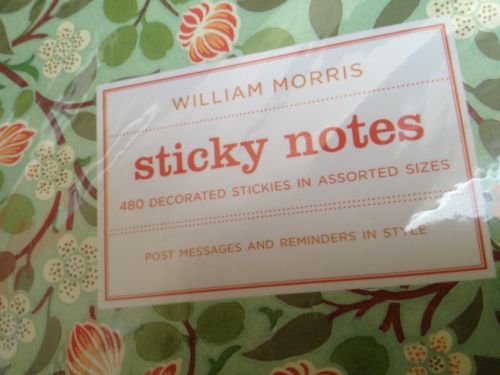 WILLIAM MORRIS
sticky notes
480 DECORATED STICKIES IN ASSORTED SIZES
POST MESSAGES AND REMINDERS IN STYLE